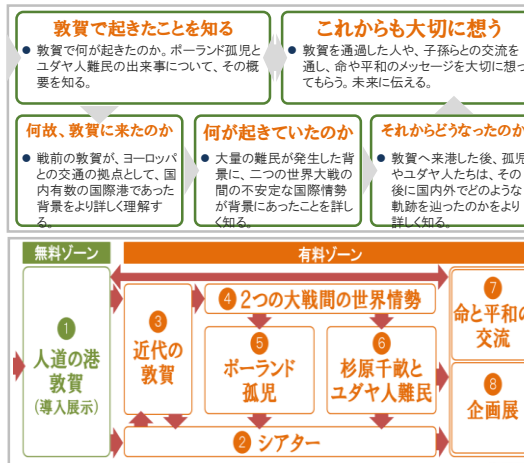 敦賀で起きたことを知る
● 敦賀で何が起きたのか。ポーランド孤児と
ユダヤ人難民の出来事について、その概
要を知る。
これからも大切に想う
● 敦賀を通過した人や、子孫らとの交流を
通し、命や平和のメッセージを大切に想っ
てもらう。未来に伝える。
何故、敦賀に来たのか
● 戦前の敦賀が、ヨーロッパ
との交通の拠点として、国
内有数の国際港であった
背景をより詳しく理解す
る。
何が起きていたのか
● 大量の難民が発生した背
景に、二つの世界大戦の
間の不安定な国際情勢
が背景にあったことを詳し
く知る。
それからどうなったのか
● 敦賀へ来港した後、孤児
やユダヤ人たちは、その
後に国内外でどのような
軌跡を辿ったのかをより
詳しく知る。
無料ゾーン
有料ゾーン
1
人道の港
敦賀
(導入展示)
3
近代の
敦賀
4 2つの大戦間の世界情勢
5
ポーランド
孤児
6
杉原千畝と
ユダヤ人難民
2 シアター
7
命と平和の
交流
8
企画展